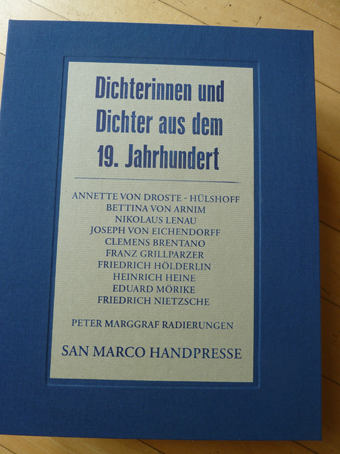 Dichterinnen und
Dichter aus dem
19. Jahrhundert
ANNETTE VON DROSTE - HÜLSHOFF
BETTINA VON ARNIM
NIKOLAUS LENAU
JOSEPH VON EICHENDORFF
CLEMENS BRENTANO
FRANZ GRILLPARZER
FRIEDRICH HÖLDERLIN
HEINRICH HEINE
EDUARD MÖRIKE
FRIEDRICH NIETZSCHE
PETER MARGGRAF RADIERUNGEN
SAN MARCO HANDPRESSE